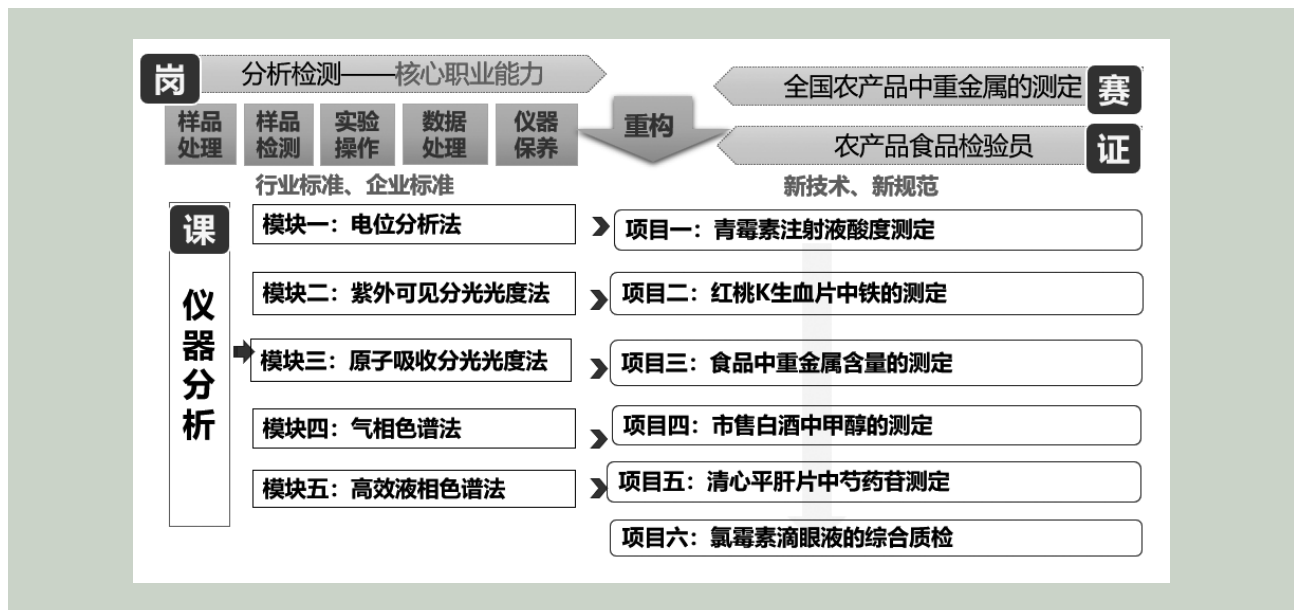 岗
分析检测——核心职业能力
样品
处理
样品
检测
实验
操作
数据
处理
仪器
保养
行业标准、企业标准
重构
全国农产品中重金属的测定
赛
农产品食品检验员
证
新技术、新规范
课
仪
器
分
析
模块一：电位分析法
项目一：青霉素注射液酸度测定
模块二：紫外可见分光光度法
项目二：红桃K生血片中铁的测定
模块三：原子吸收分光光度法
项目三：食品中重金属含量的测定
模块四：气相色谱法
项目四：市售白酒中甲醇的测定
模块五：高效液相色谱法
项目五：清心平肝片中芍药苷测定
项目六：氯霉素滴眼液的综合质检